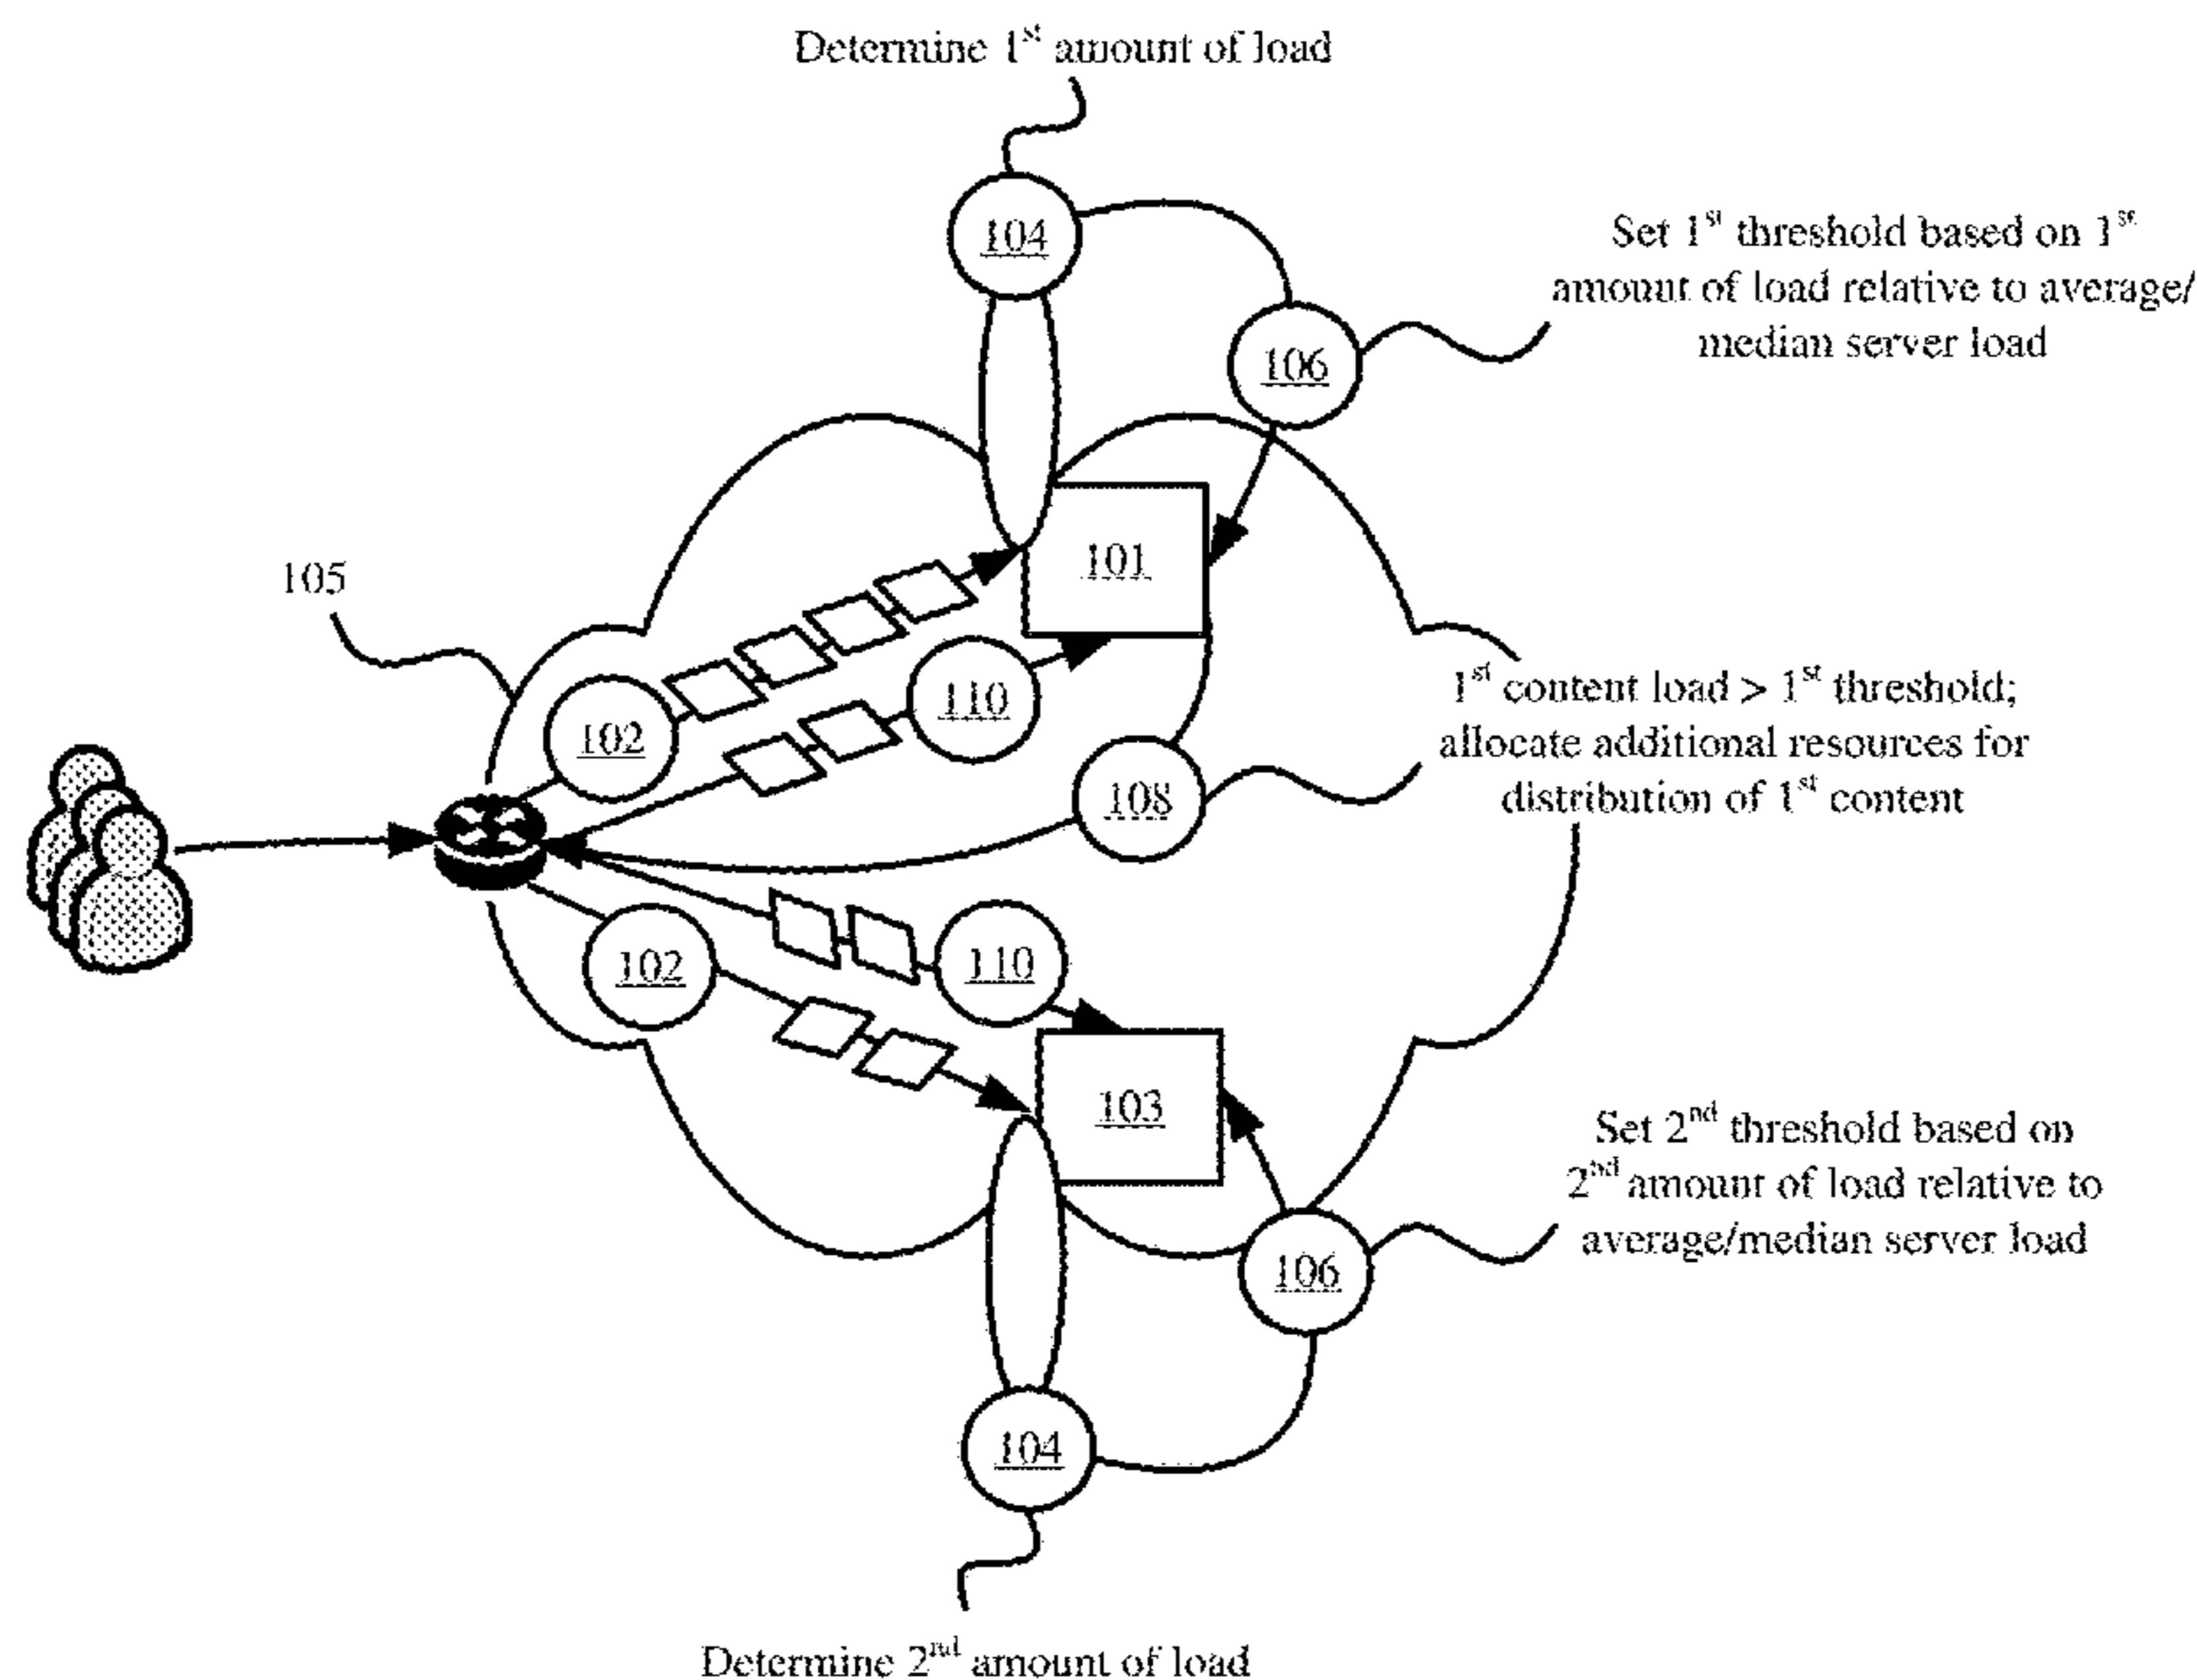 Determine 1st amount of load
104
Set 1st threshold based on 1st
amount of load relative to average/
median server load
106
101
105
110
102
1st content load > 1st threshold;
allocate additional resources for
distribution of 1st content
108
102
110
103
Set 2nd threshold based on
2nd amount of load relative to
average/median server load
106
104
Determine 2nd amount of load